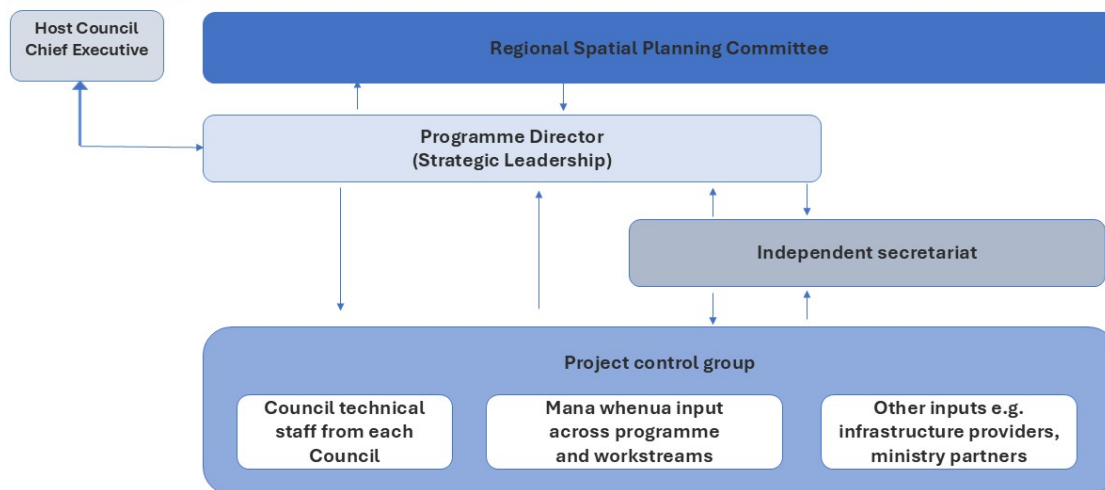 Host Council
Chief Executive
Regional Spatial Planning Committee
Programme Director
(Strategic Leadership)
Independent secretariat
Project control group
Council technical
staff from each
Council
Mana whenua input
across programme
and workstreams
Other inputs e.g.
infrastructure providers,
ministry partners